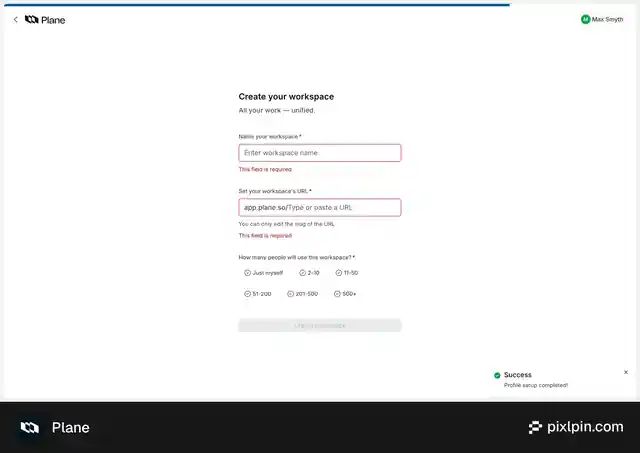 Plane
M Max Smyth
Create your workspace
All your work — unified.
Name your workspace *
Enter workspace name
This field is required
Set your workspace's URL *
app.plane.so/Type or paste a URL
You can only edit the slug of the URL
This field is required
How many people will use this workspace? *
Just myself 2-10 11-50
51-200 201-500 500+
Create workspace
Success
Profile setup completed!
Plane
pixlpin.com